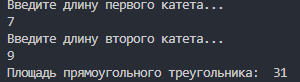 Введите длину первого катета...
7
Введите длину второго катета...
9
Площадь прямоугольного треугольника:  31